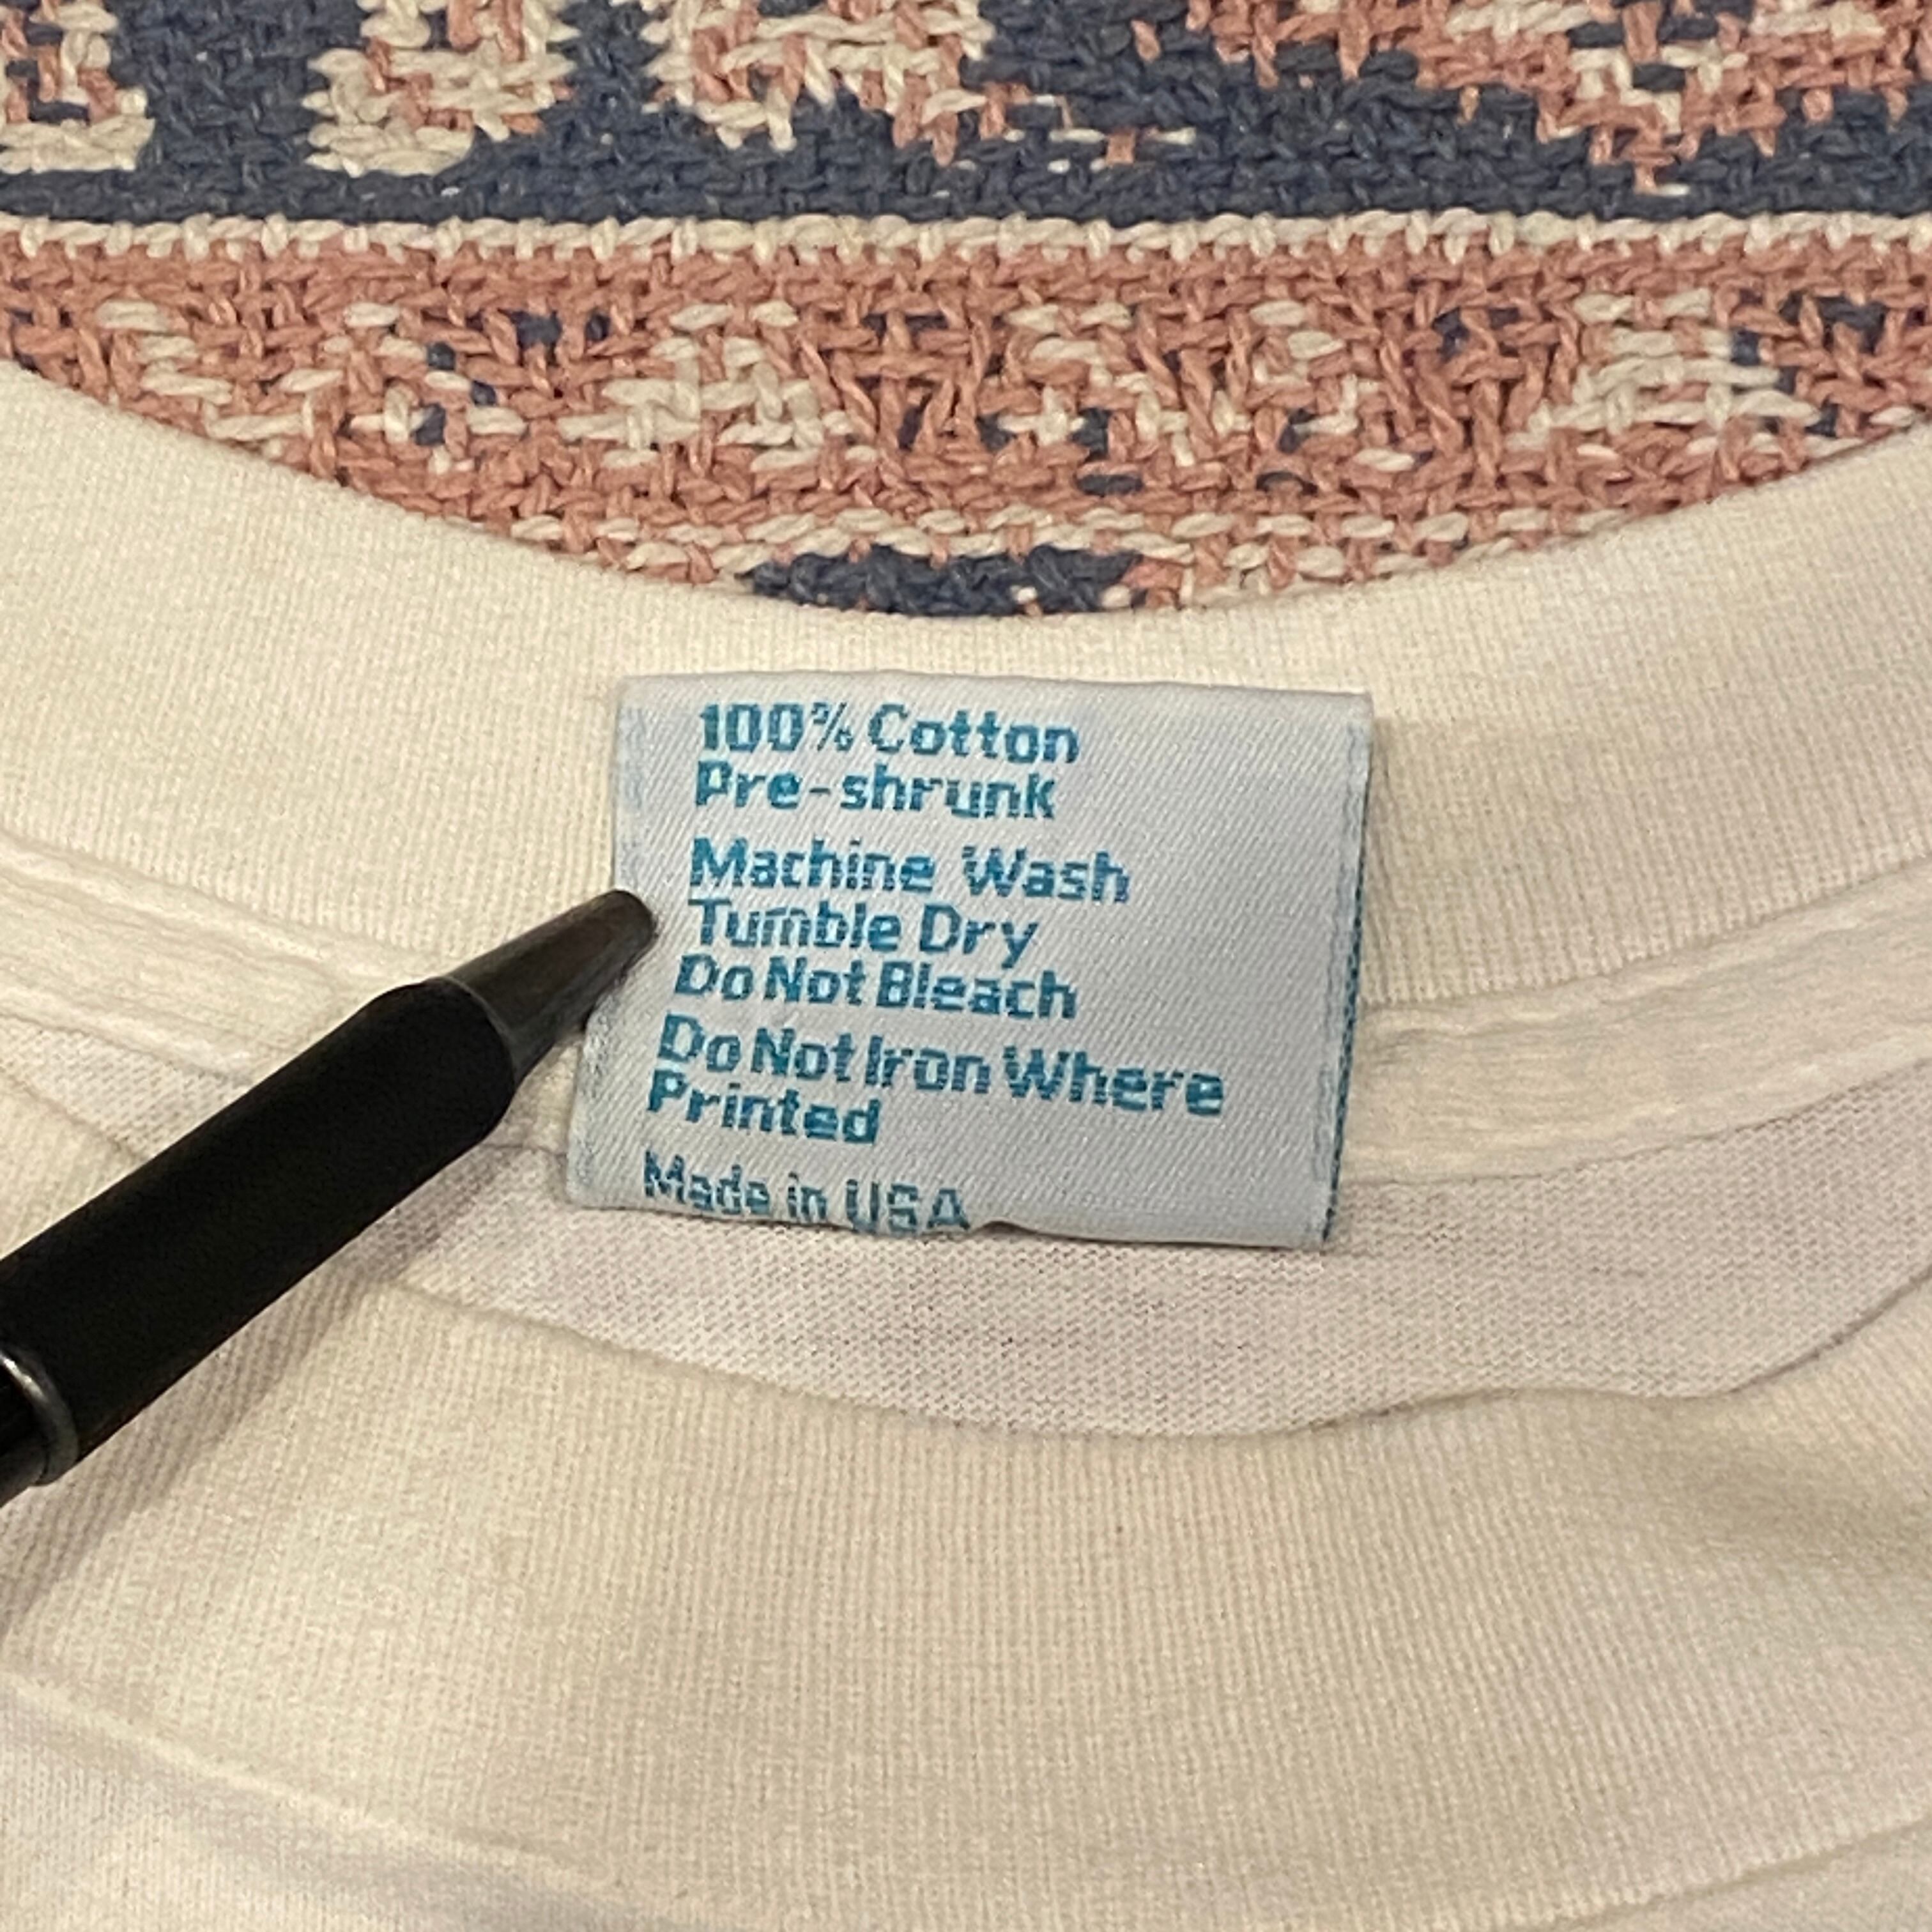 100% Cotton
Pre-shrunk
Machine Wash
Tumble Dry
Do Not Bleach
Do Not Iron Where
Printed
Made in USA